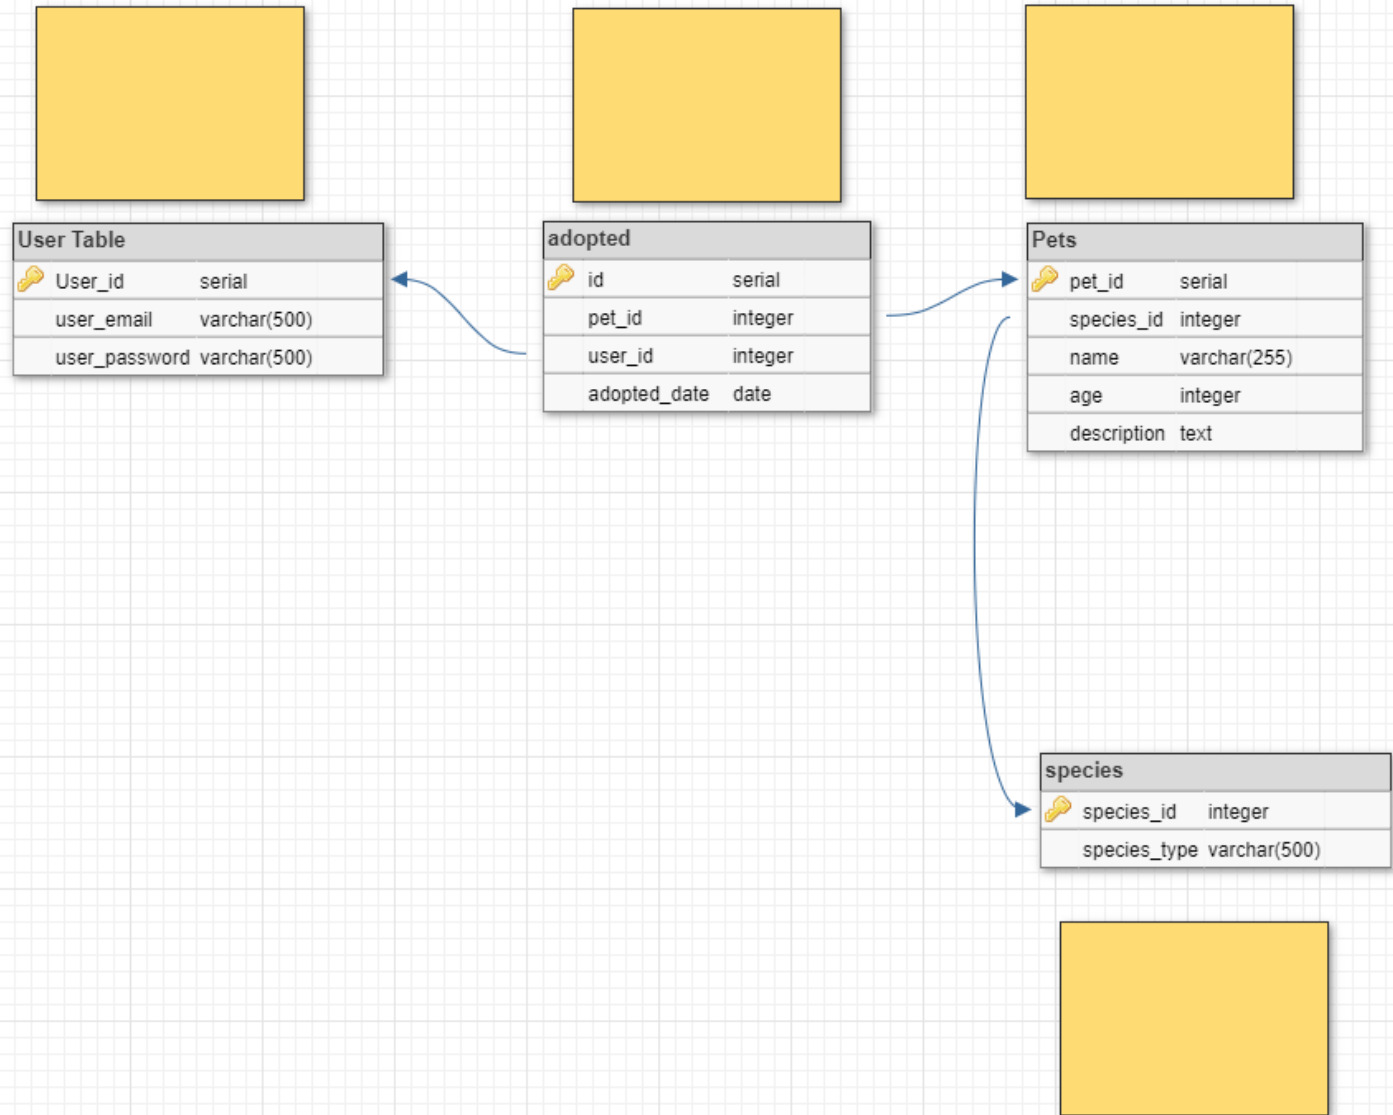 User Table
User_id serial
user_email varchar(500)
user_password varchar(500)
adopted
id serial
pet_id integer
user_id integer
adopted_date date
Pets
pet_id serial
species_id integer
name varchar(255)
age integer
description text
species
species_id integer
species_type varchar(500)